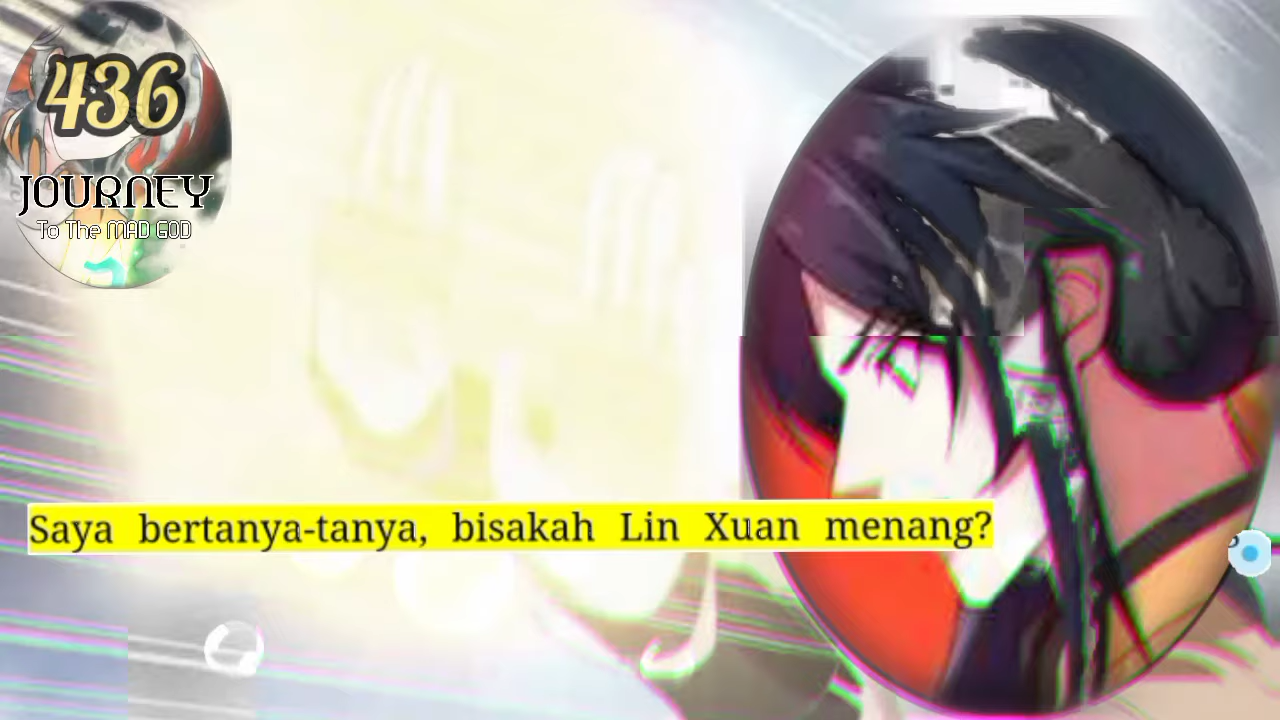 436
JOURNEY
To The MAD GOD
Saya bertanya-tanya, bisakah Lin Xuan menang?